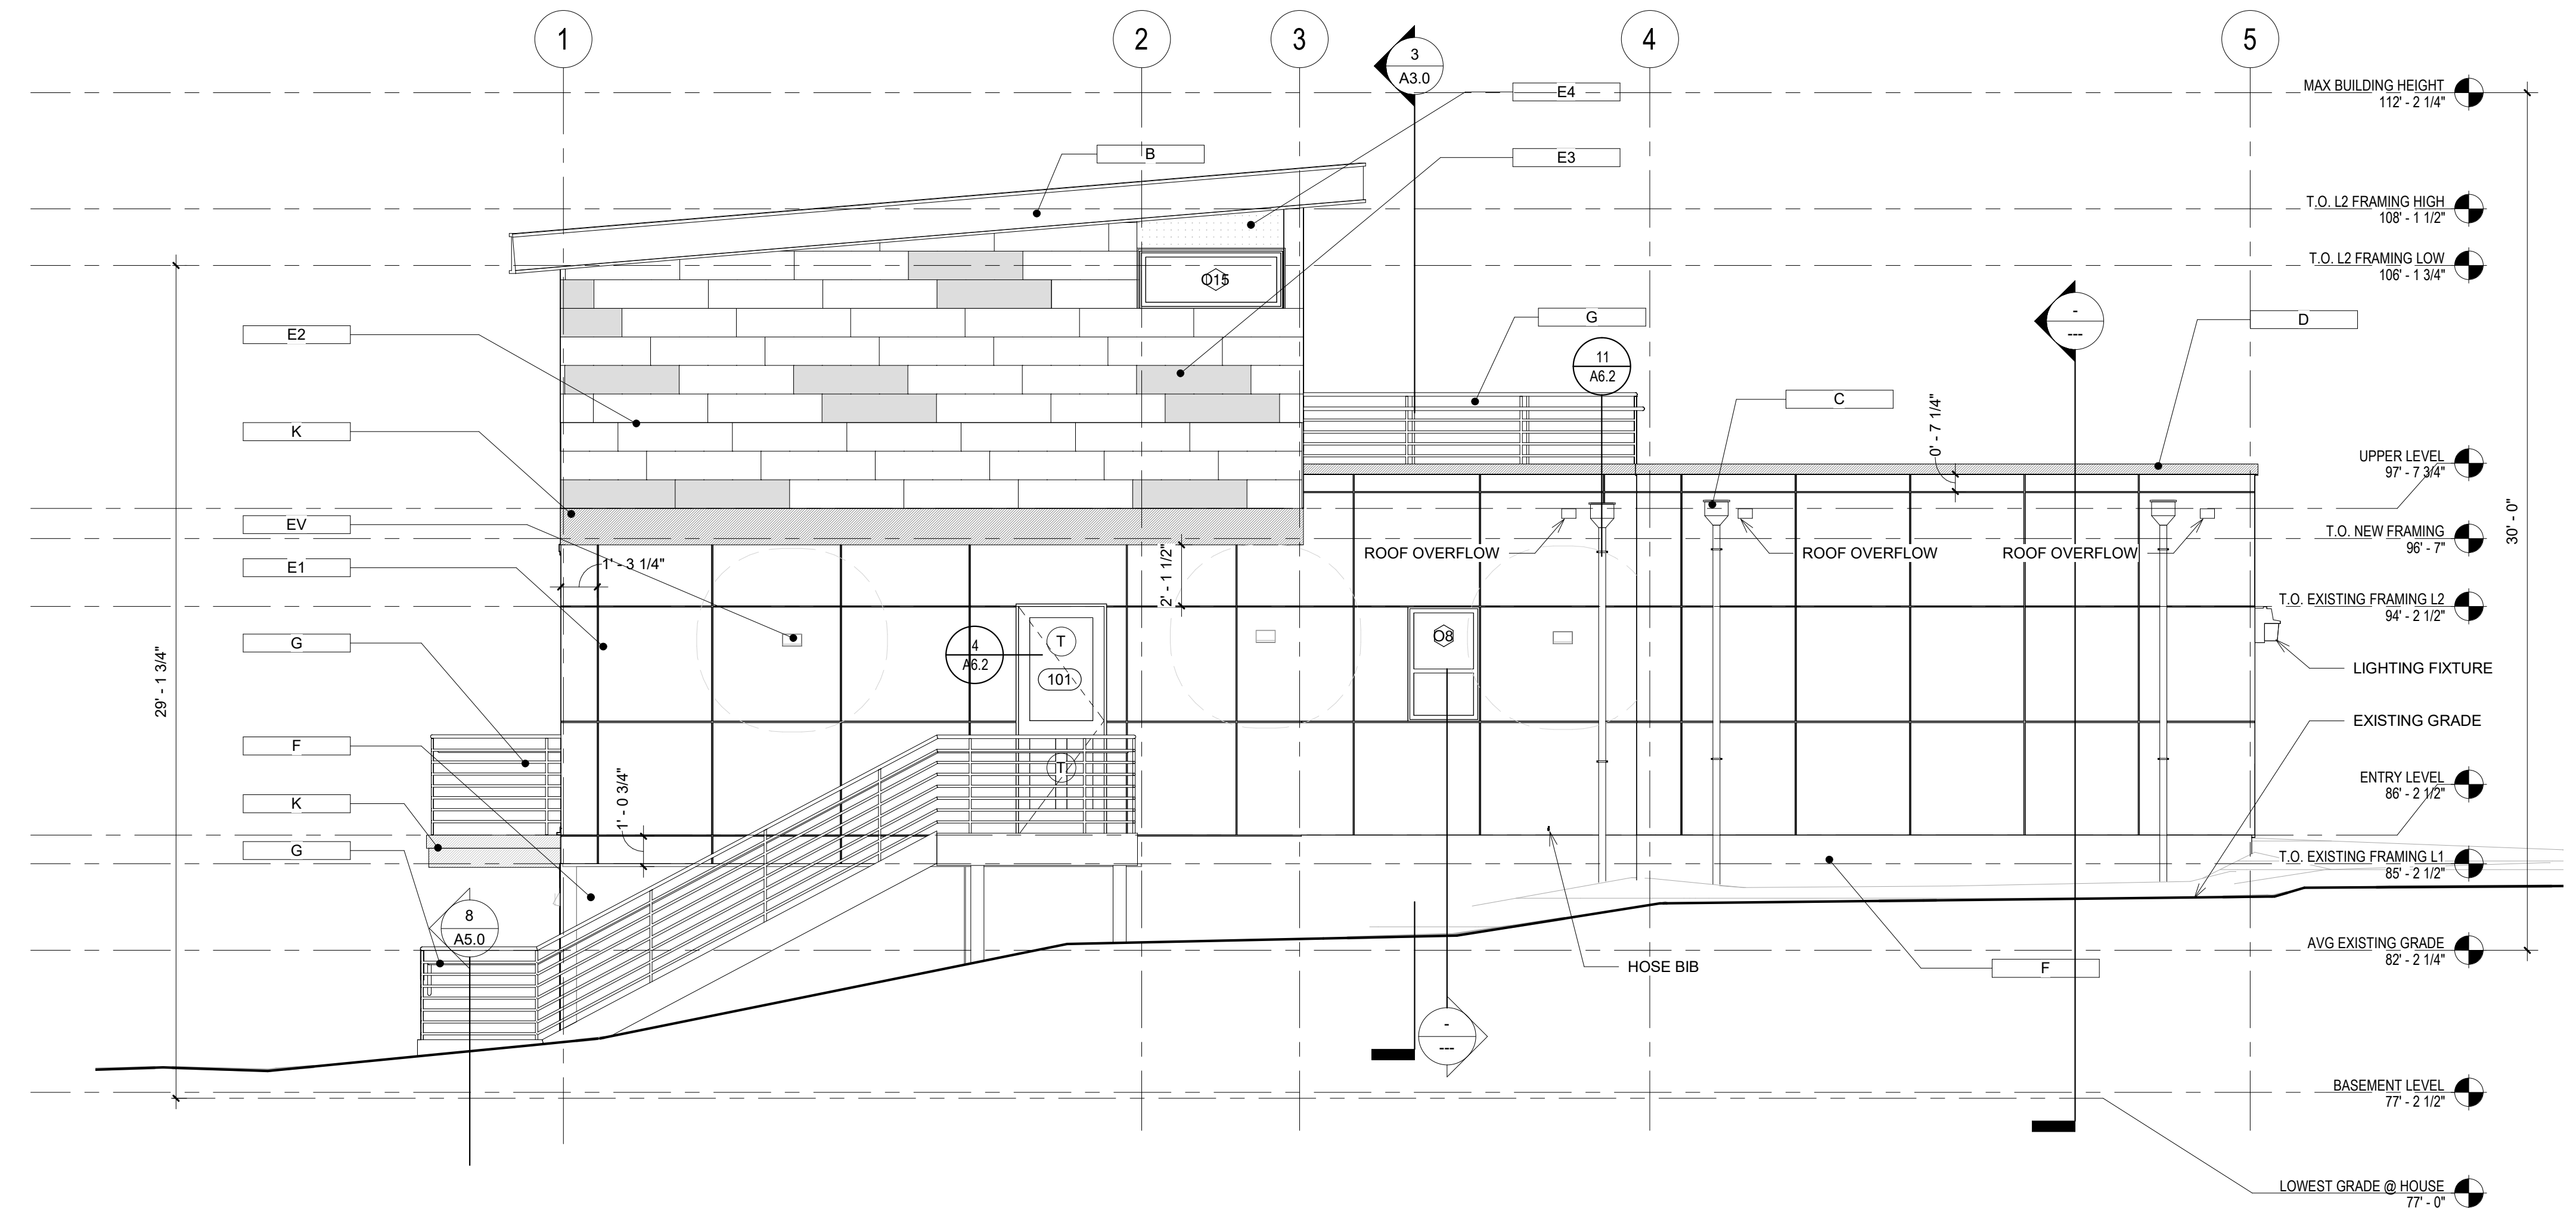 1
2
3
4
5
3
A3.0
E4
MAX BUILDING HEIGHT
112' - 2 1/4"
B
E3
T.O. L2 FRAMING HIGH
108' - 1 1/2"
T.O. L2 FRAMING LOW
106' - 1 3/4"
O15
E2
G
-
---
D
11
A6.2
C
0' - 7 1/4"
K
UPPER LEVEL
97' - 7 3/4"
EV
30' - 0"
T.O. NEW FRAMING
96' - 7"
ROOF OVERFLOW
ROOF OVERFLOW
ROOF OVERFLOW
E1
1' - 3 1/4"
2' - 1 1/2"
T.O. EXISTING FRAMING L2
94' - 2 1/2"
G
29' - 1 3/4"
4
A6.2
T
101
O8
LIGHTING FIXTURE
EXISTING GRADE
F
T
1' - 0 3/4"
ENTRY LEVEL
86' - 2 1/2"
K
G
T.O. EXISTING FRAMING L1
85' - 2 1/2"
8
A5.0
AVG EXISTING GRADE
82' - 2 1/4"
HOSE BIB
F
-
---
BASEMENT LEVEL
77' - 2 1/2"
LOWEST GRADE @ HOUSE
77' - 0"